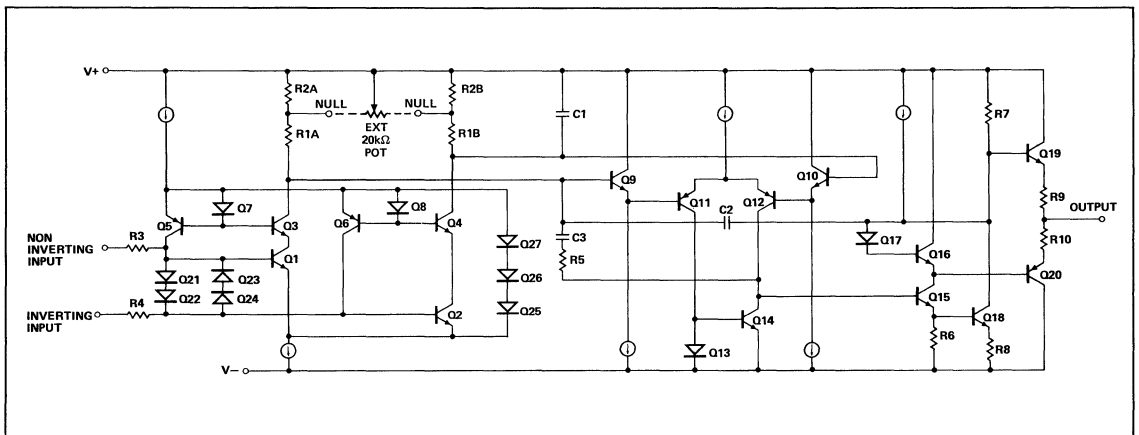 V+
R2A
NULL
NULL
R2B
EXT
20kΩ
POT
R1A
R1B
C1
R7
Q19
Q9
Q10
Q11
Q12
C2
R9
OUTPUT
Q7
Q8
Q5
Q3
Q6
Q4
NON
INVERTING
INPUT
R3
Q27
C3
R5
Q17
Q16
R10
Q20
Q1
Q21
Q23
Q22
Q24
Q26
Q25
INVERTING
INPUT
R4
Q2
Q15
Q18
Q14
Q13
R6
R8
V−